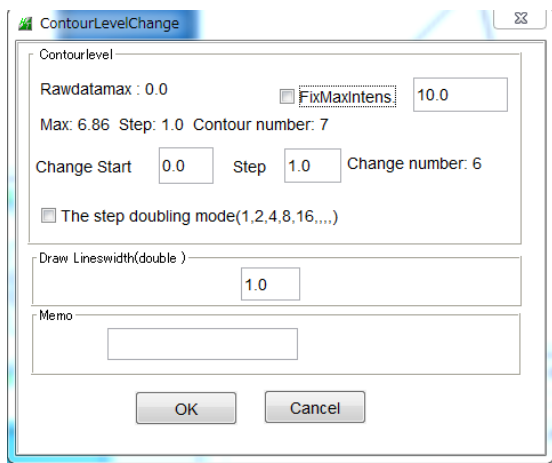 ContourLevelChange
Contourlevel
Rawdatamax : 0.0 FixMaxIntens. 10.0
Max: 6.86 Step: 1.0 Contour number: 7
Change Start 0.0 Step 1.0 Change number: 6
The step doubling mode(1,2,4,8,16,,,,)
Draw Lineswidth(double )
1.0
Memo
OK Cancel